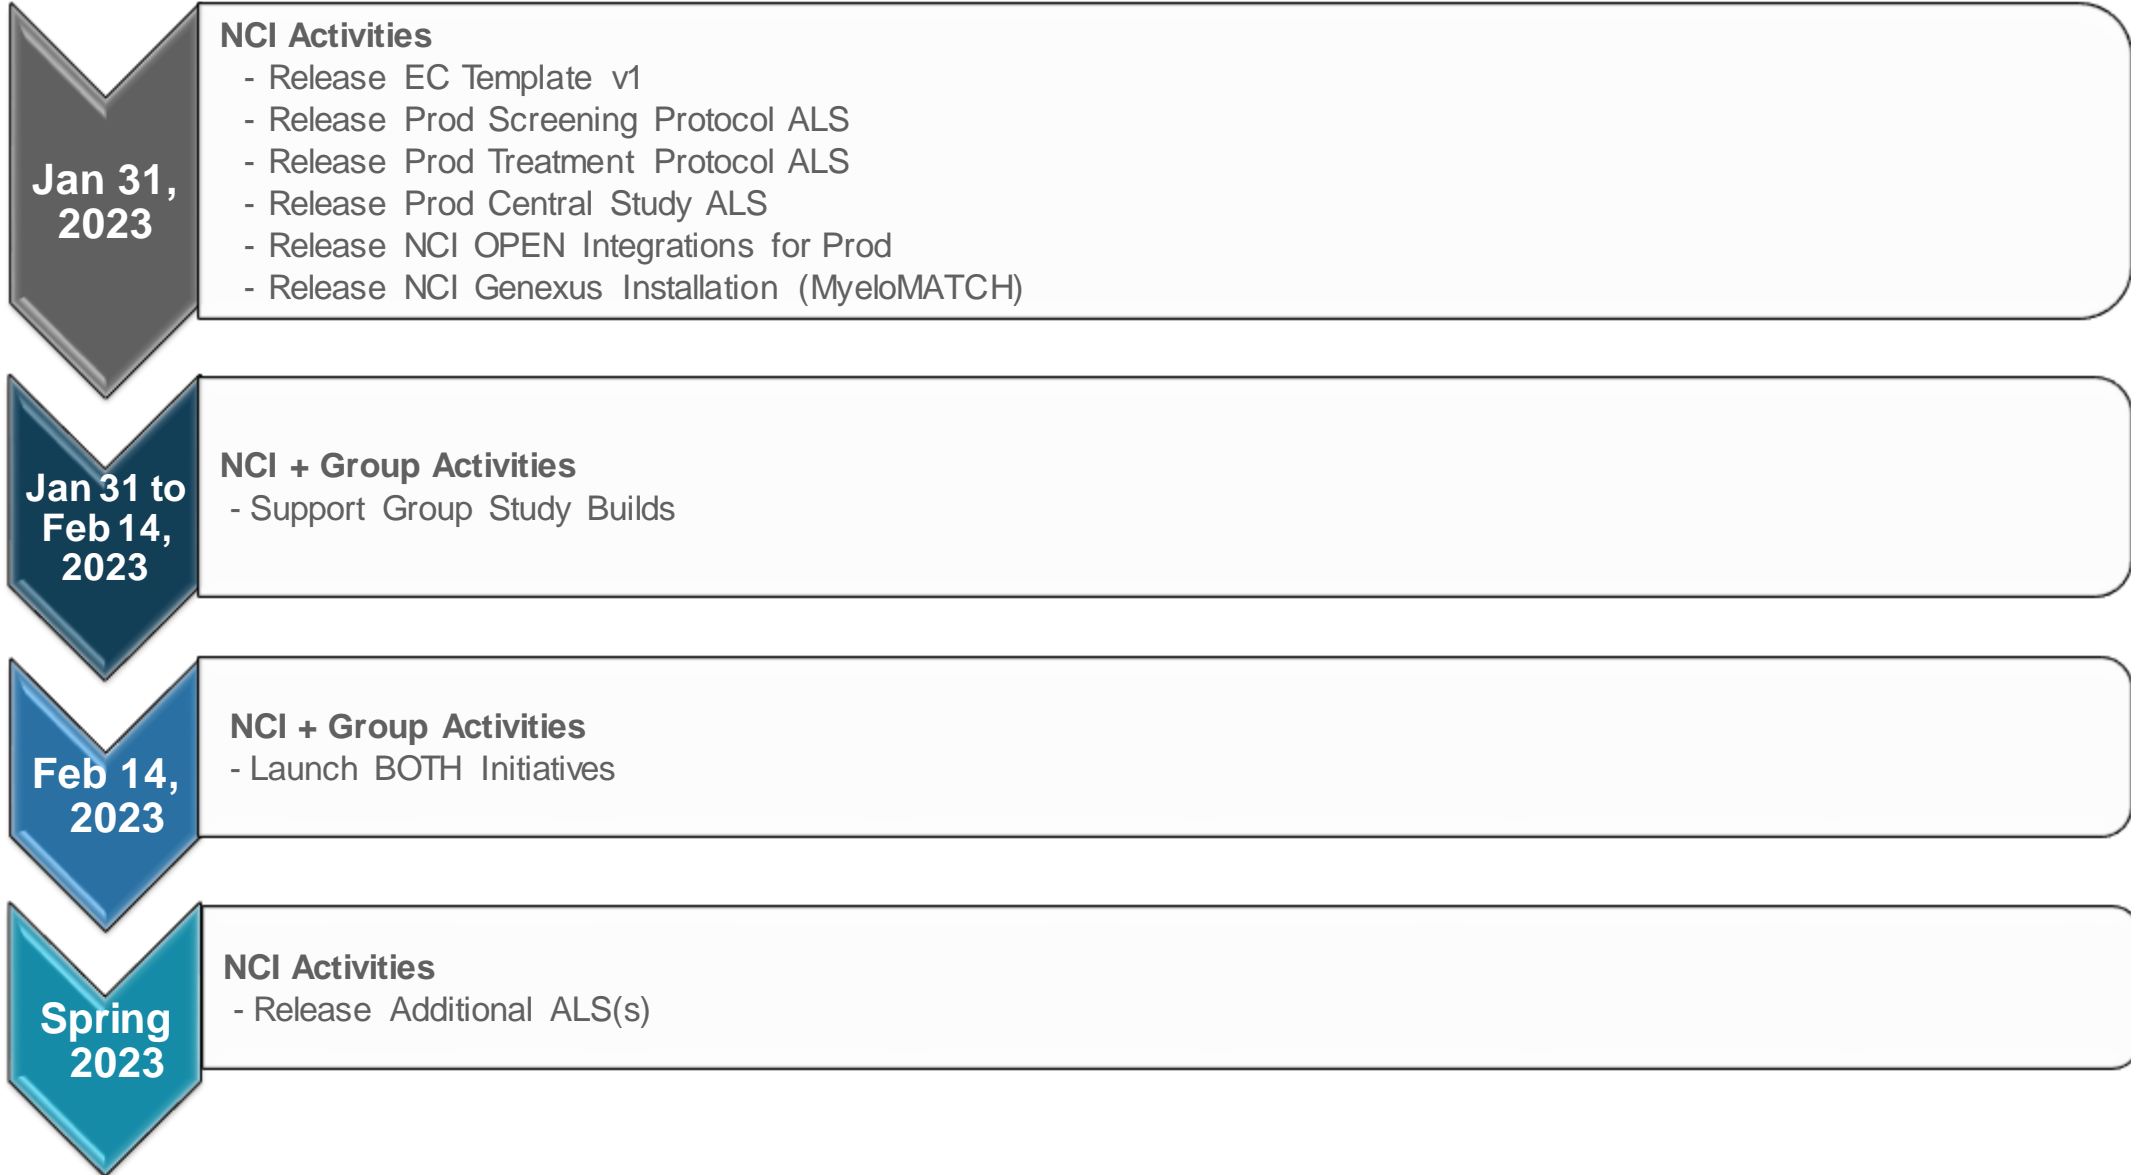 Jan 31,
2023
NCI Activities
- Release EC Template v1
- Release Prod Screening Protocol ALS
- Release Prod Treatment Protocol ALS
- Release Prod Central Study ALS
- Release NCI OPEN Integrations for Prod
- Release NCI Genexus Installation (MyeloMATCH)
Jan 31 to
Feb 14,
2023
NCI + Group Activities
- Support Group Study Builds
Feb 14,
2023
NCI + Group Activities
- Launch BOTH Initiatives
Spring
2023
NCI Activities
- Release Additional ALS(s)